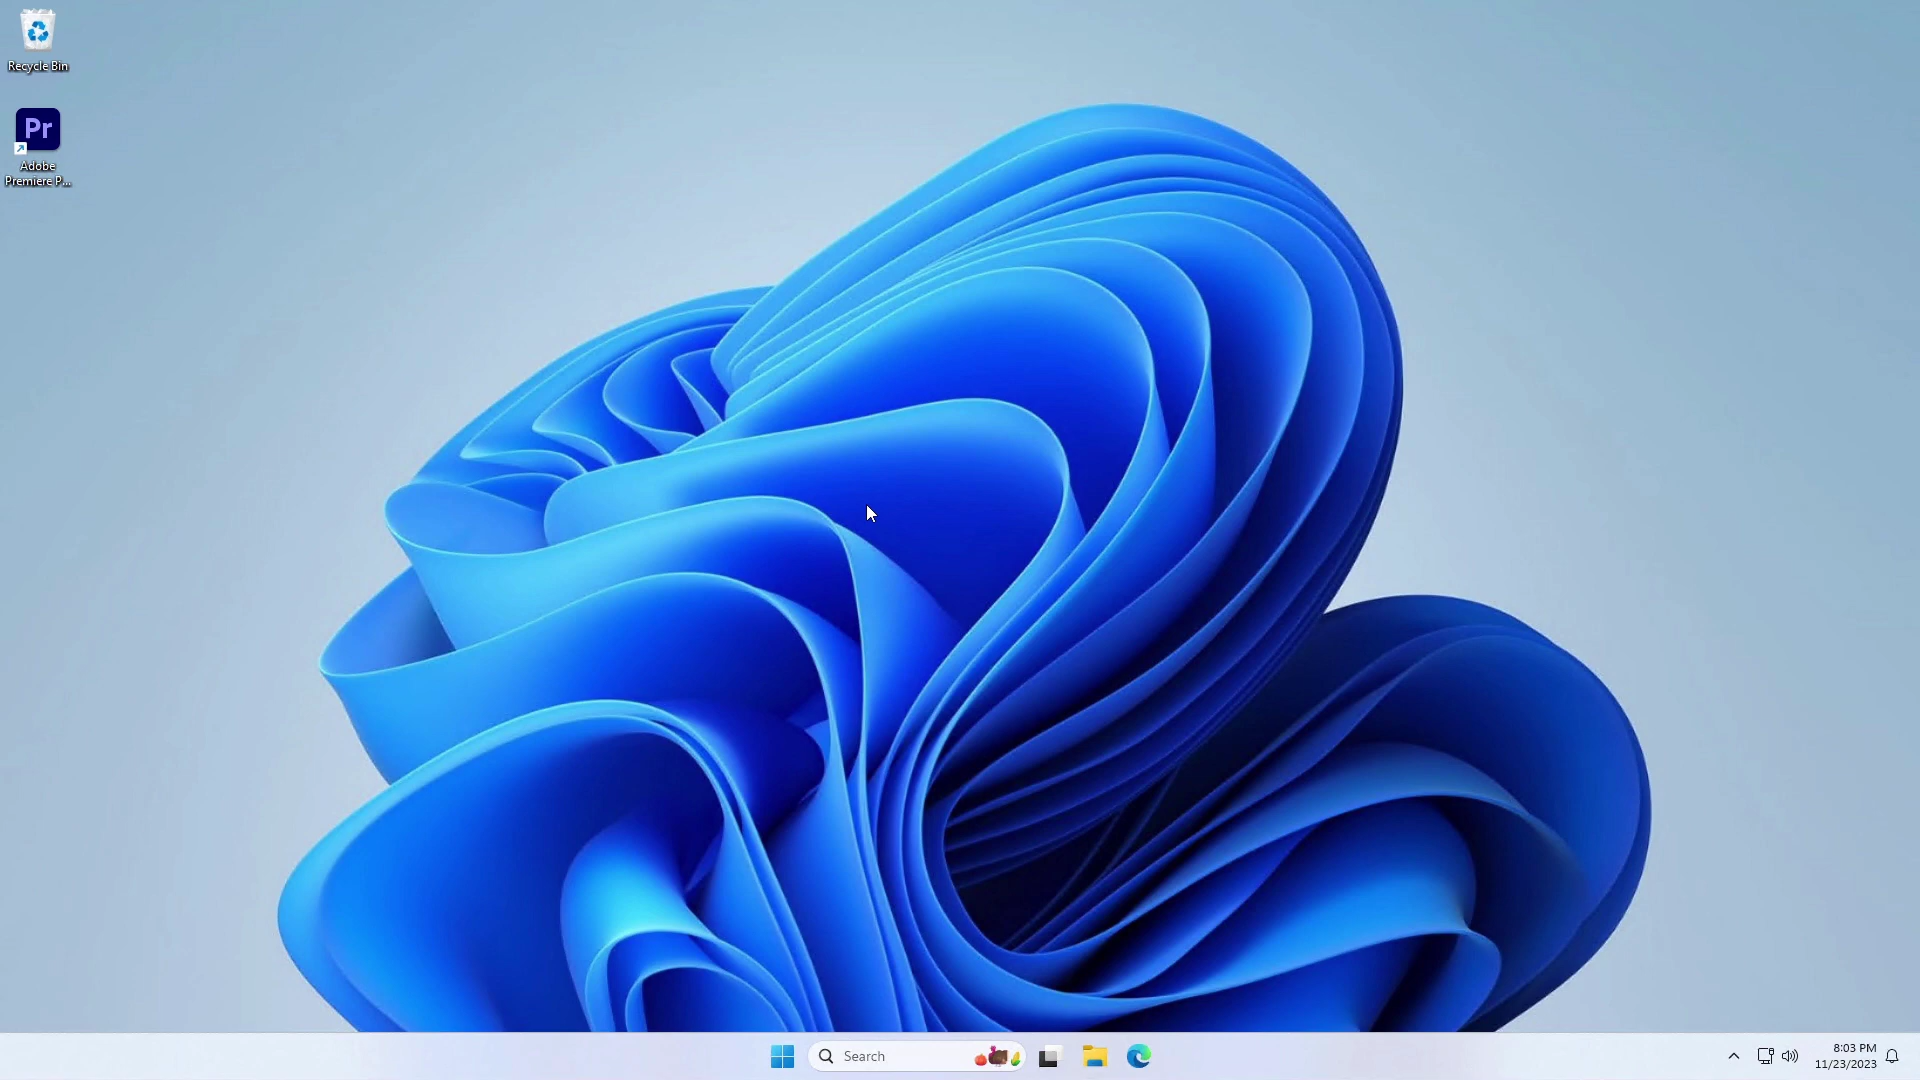 Recycle Bin
Pr
Adobe
Premiere P...
Search
8:03 PM
11/23/2023